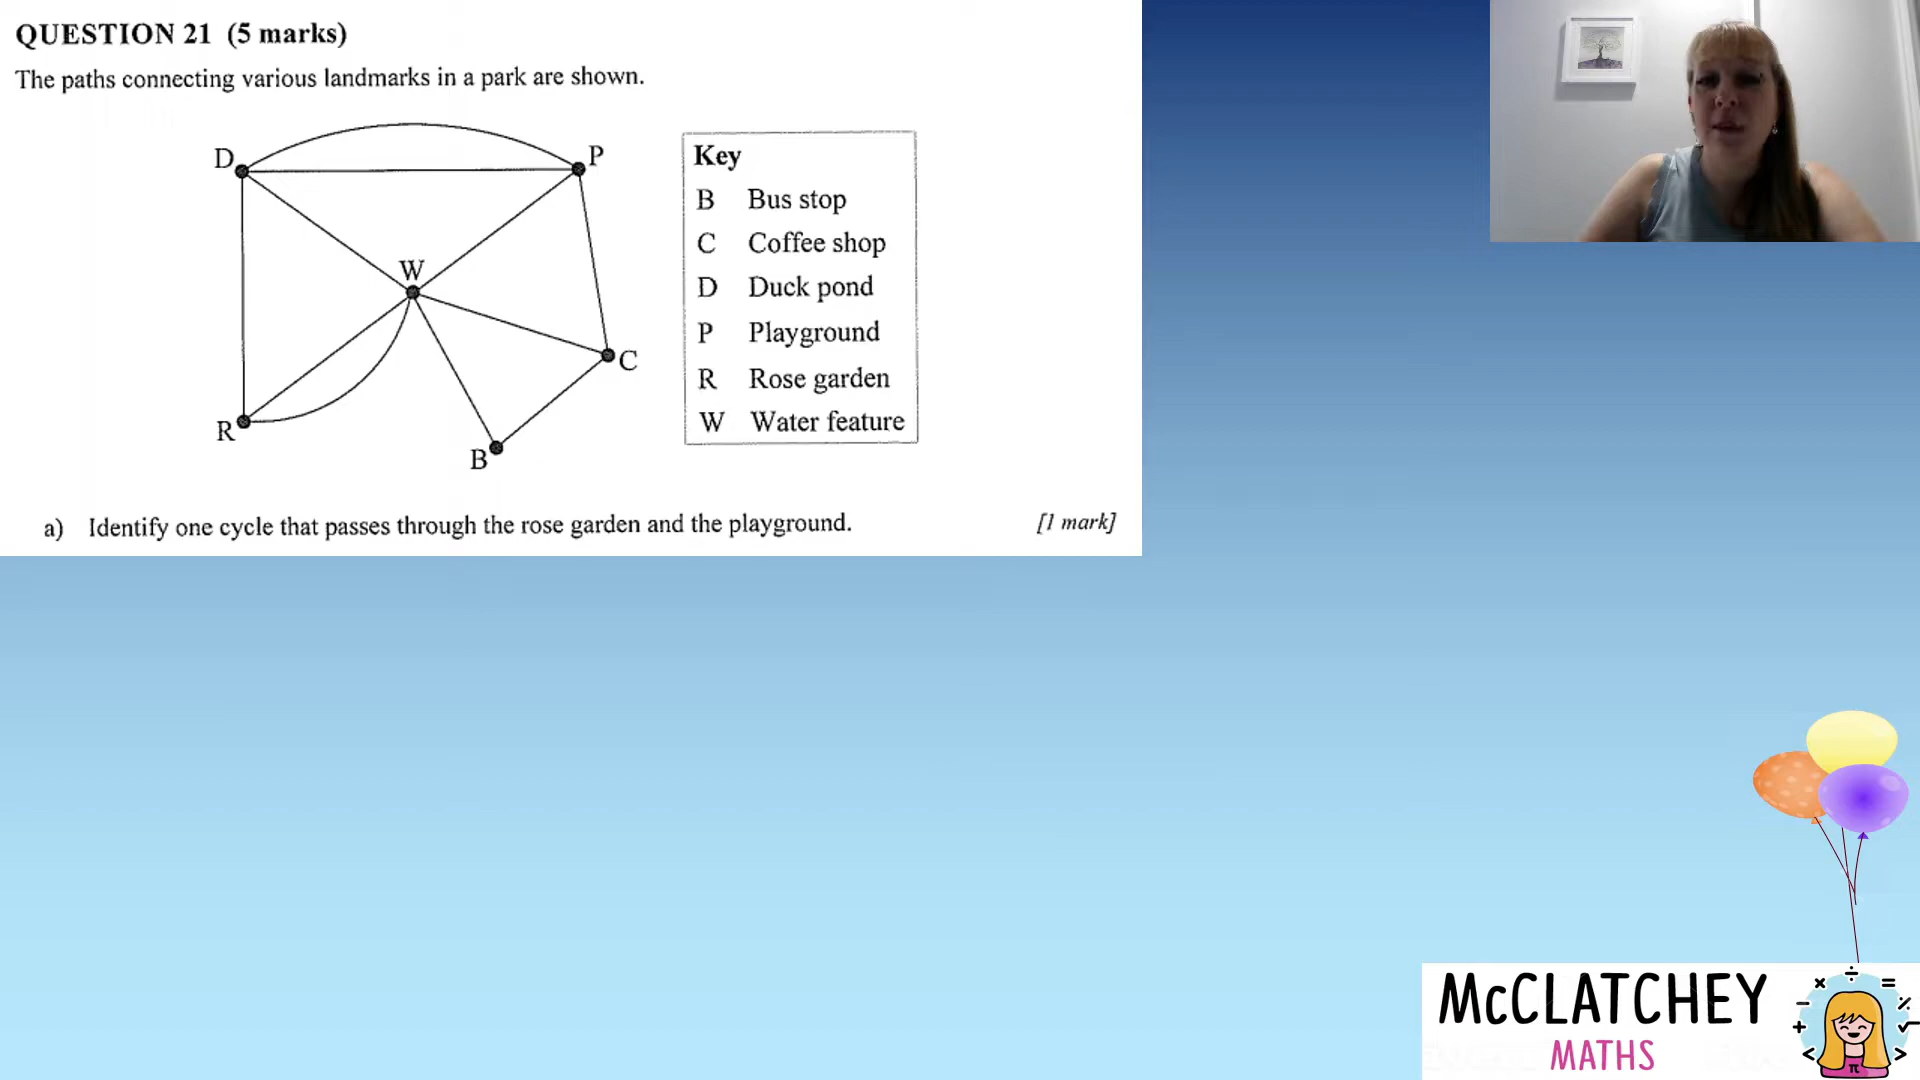 QUESTION 21 (5 marks)
The paths connecting various landmarks in a park are shown.
D
P
W
C
R
B
Key
B Bus stop
C Coffee shop
D Duck pond
P Playground
R Rose garden
W Water feature
a) Identify one cycle that passes through the rose garden and the playground. [1 mark]
McCLATCHEY
MATHS
× ÷ =
− %
+ √
< π >